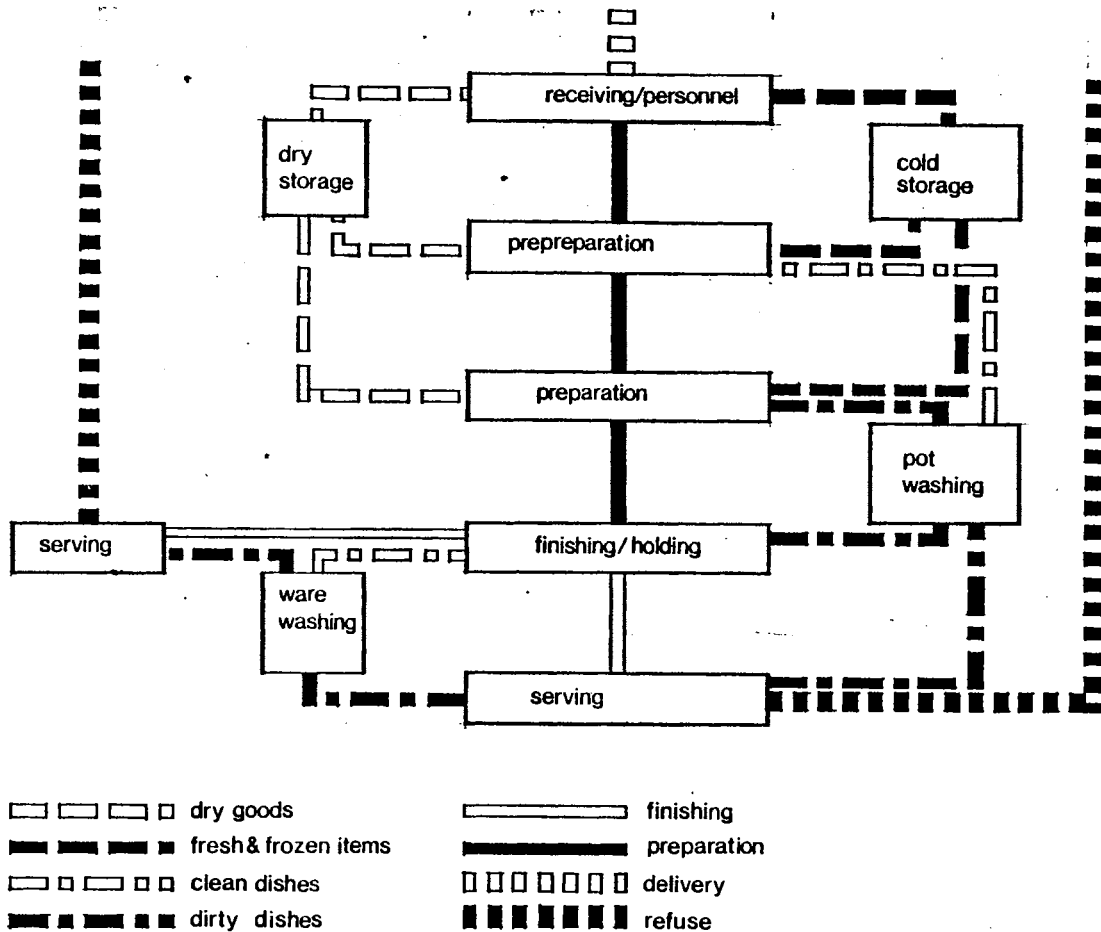 receiving/personnel
dry
storage
cold
storage
prepreparation
preparation
pot
washing
serving
finishing/holding
ware
washing
serving
dry goods
fresh & frozen items
clean dishes
dirty dishes
finishing
preparation
delivery
refuse